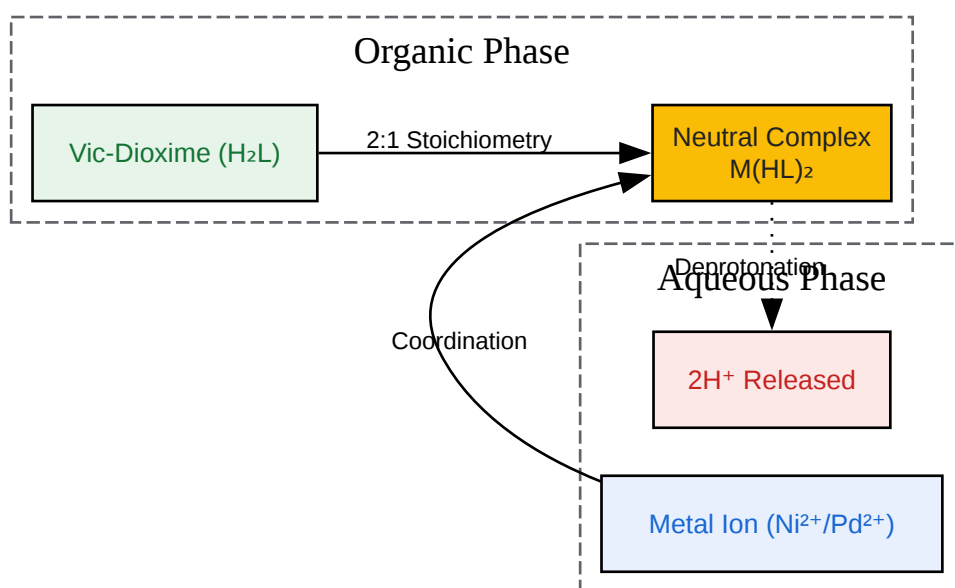 Organic Phase
Vic-Dioxime (H₂L)
2:1 Stoichiometry
Neutral Complex
M(HL)₂
Deprotonation
Aqueous Phase
Coordination
2H⁺ Released
Metal Ion (Ni²⁺/Pd²⁺)